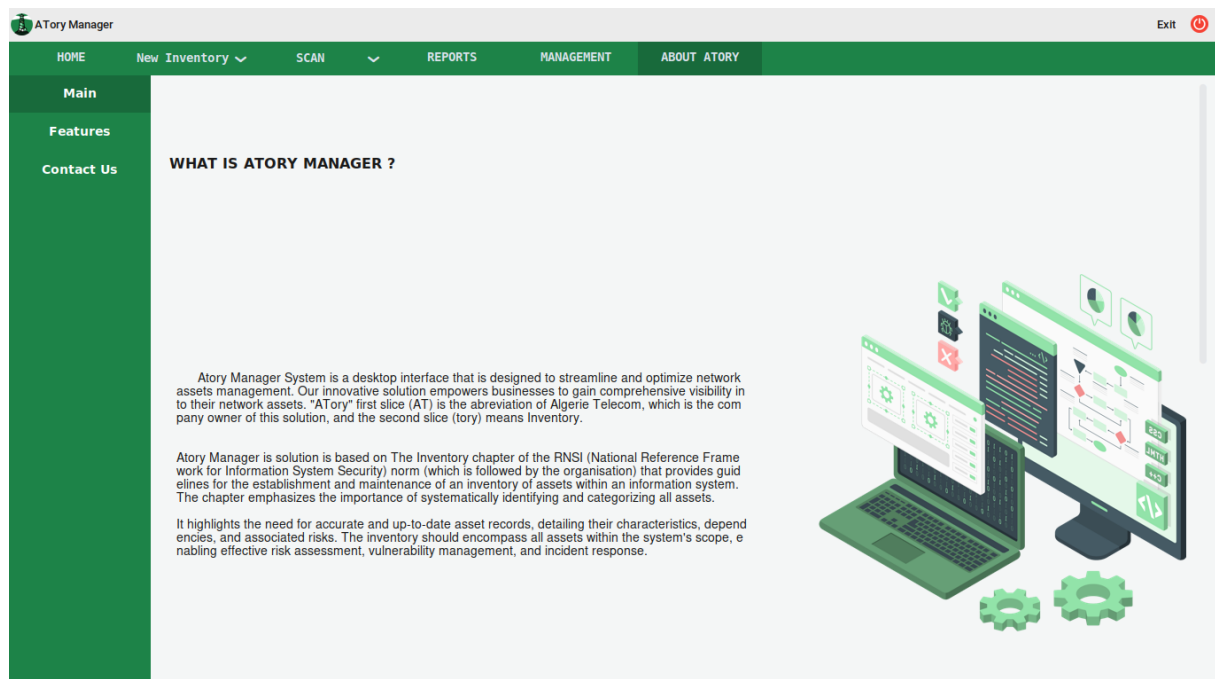 ATory Manager
Exit
HOME
New Inventory
SCAN
REPORTS
MANAGEMENT
ABOUT ATORY
Main
Features
Contact Us
WHAT IS ATORY MANAGER ?
Atory Manager System is a desktop interface that is designed to streamline and optimize network
assets management. Our innovative solution empowers businesses to gain comprehensive visibility in
to their network assets. "ATory" first slice (AT) is the abreviation of Algerie Telecom, which is the com
pany owner of this solution, and the second slice (tory) means Inventory.
Atory Manager is solution is based on The Inventory chapter of the RNSI (National Reference Frame
work for Information System Security) norm (which is followed by the organisation) that provides guid
elines for the establishment and maintenance of an inventory of assets within an information system.
The chapter emphasizes the importance of systematically identifying and categorizing all assets.
It highlights the need for accurate and up-to-date asset records, detailing their characteristics, depend
encies, and associated risks. The inventory should encompass all assets within the system's scope, e
nabling effective risk assessment, vulnerability management, and incident response.
CSS
HTML
C++
</>